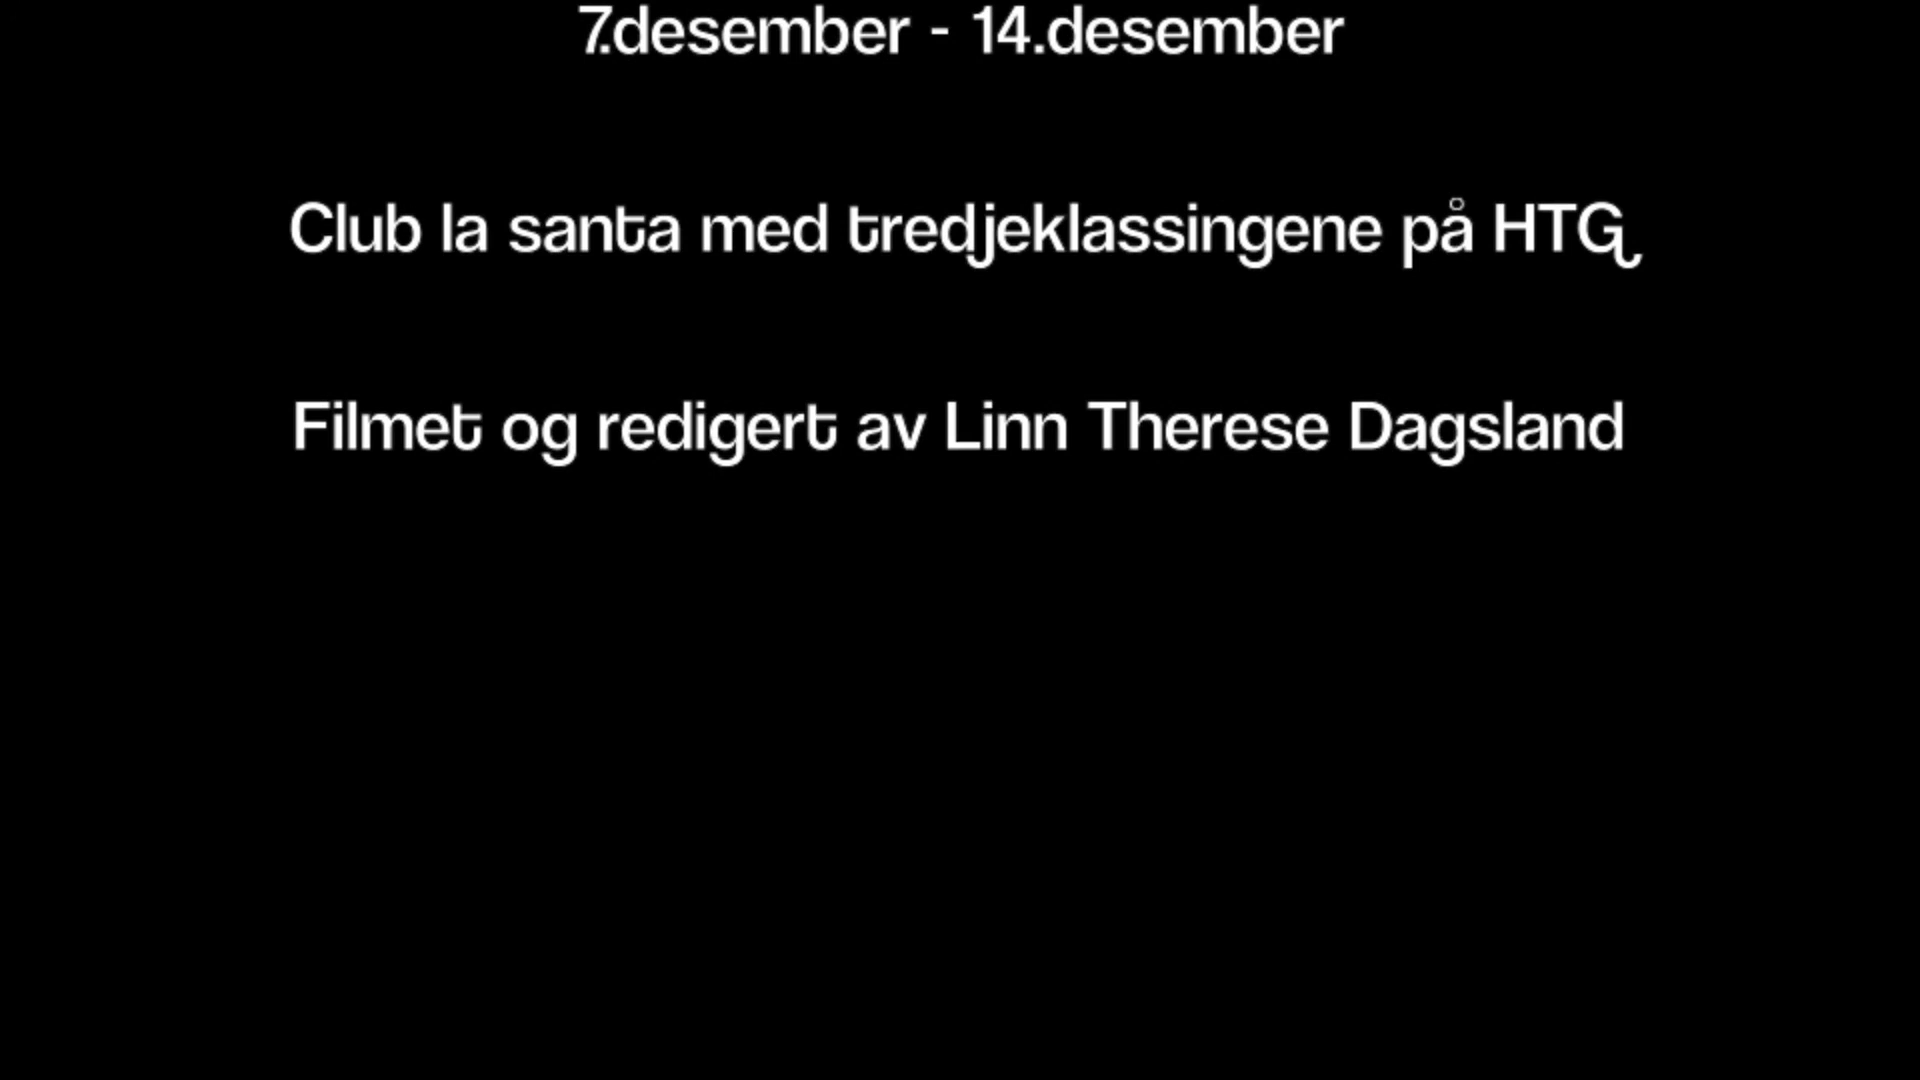 7.desember - 14.desember
Club la santa med tredjeklassingene på HTG
Filmet og redigert av Linn Therese Dagsland